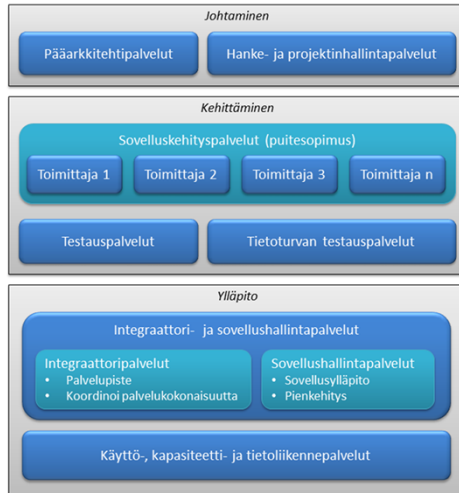 Johtaminen
Pääarkkitehtipalvelut
Hanke- ja projektinhallintapalvelut
Kehittäminen
Sovelluskehityspalvelut (puitesopimus)
Toimittaja 1
Toimittaja 2
Toimittaja 3
Toimittaja n
Testauspalvelut
Tietoturvan testauspalvelut
Ylläpito
Integraattori- ja sovellushallintapalvelut
Integraattoripalvelut
• Palvelupiste
• Koordinoi palvelukokonaisuutta
Sovellushallintapalvelut
• Sovellusylläpito
• Pienkehitys
Käyttö-, kapasiteetti- ja tietoliikennepalvelut